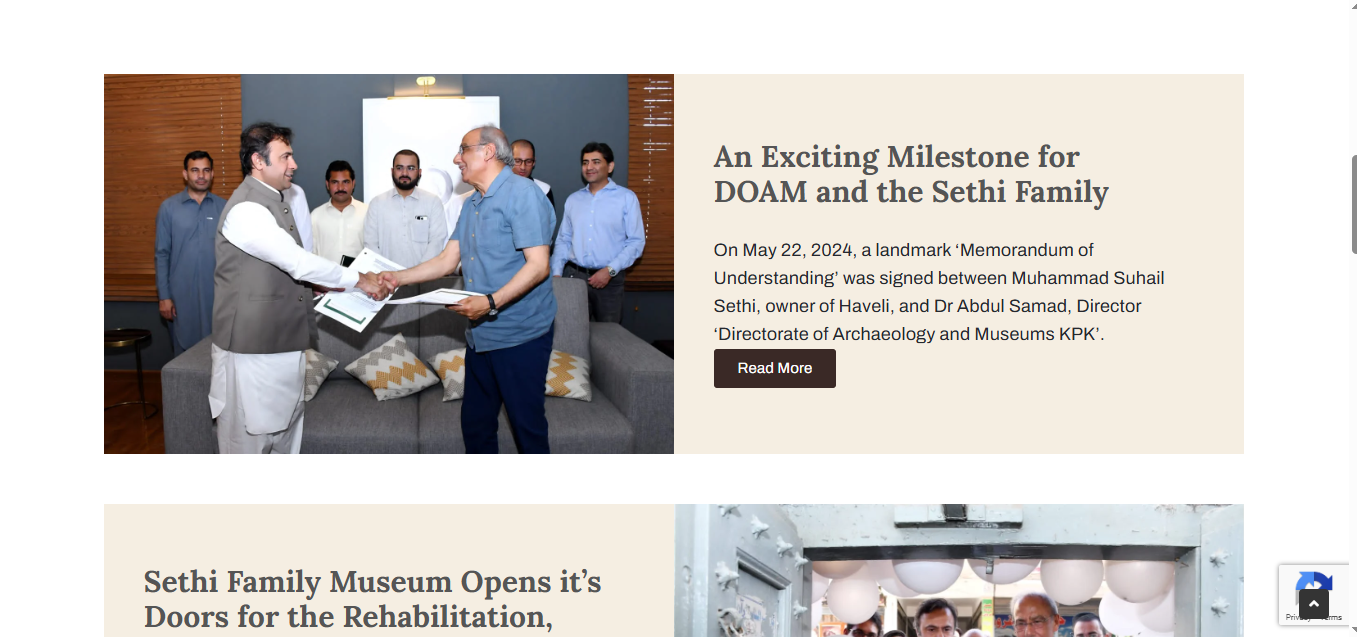 An Exciting Milestone for
DOAM and the Sethi Family
On May 22, 2024, a landmark ‘Memorandum of
Understanding’ was signed between Muhammad Suhail
Sethi, owner of Haveli, and Dr Abdul Samad, Director
‘Directorate of Archaeology and Museums KPK’.
Read More
Sethi Family Museum Opens it’s
Doors for the Rehabilitation,